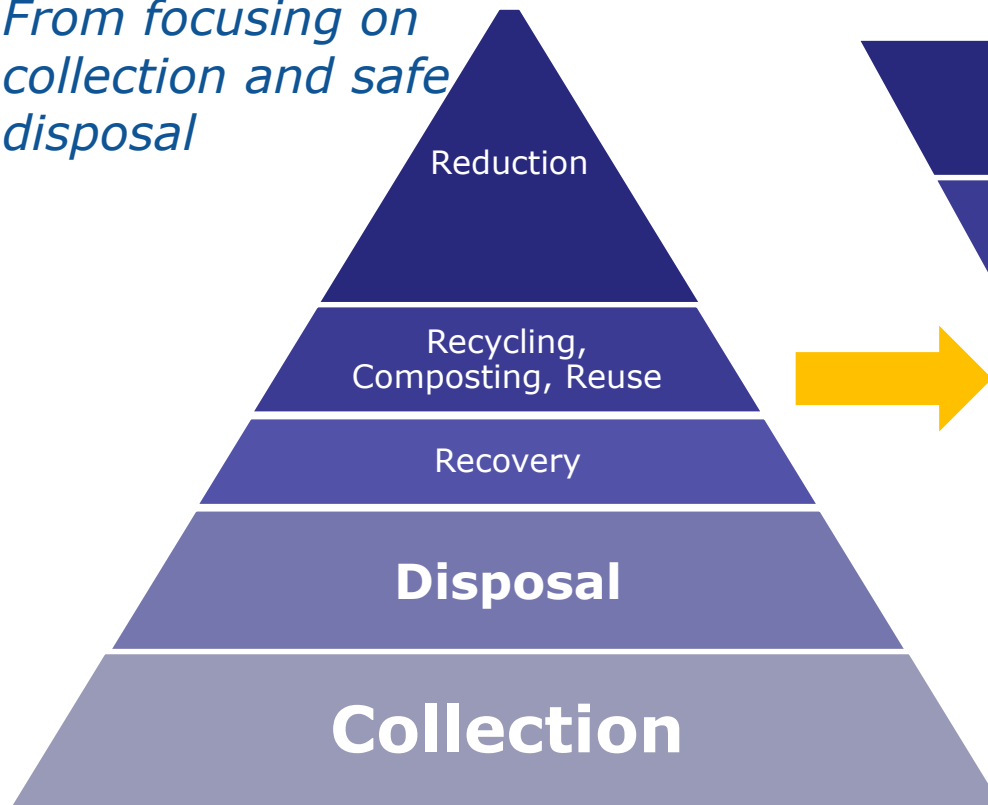 From focusing on
collection and safe
disposal
Reduction
Recycling,
Composting, Reuse
Recovery
Disposal
Collection